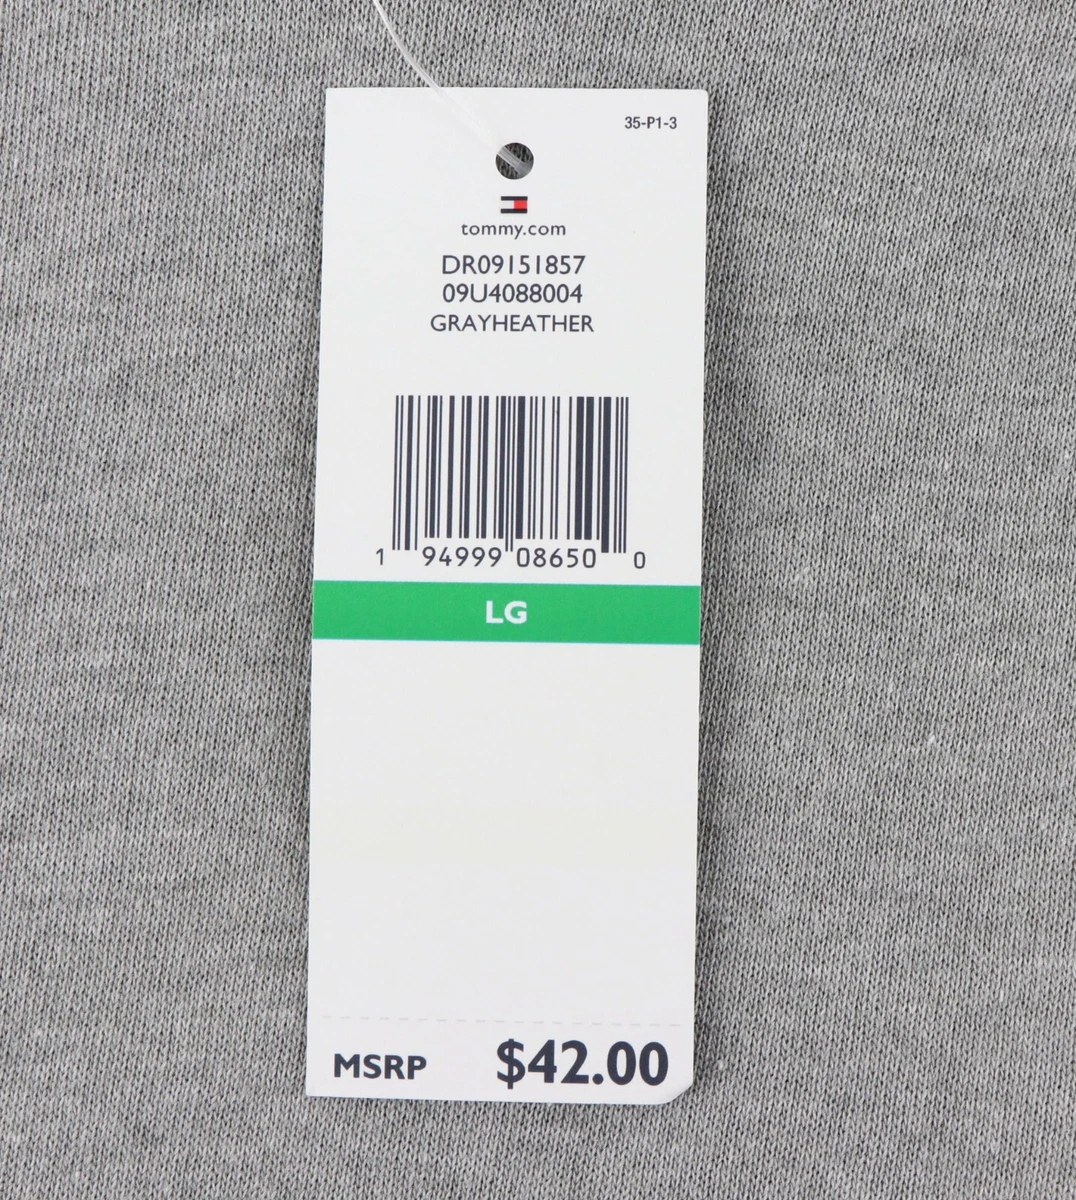 35-P1-3
tommy.com
DR09151857
09U4088004
GRAYHEATHER
1 94999 08650 0
LG
MSRP $42.00